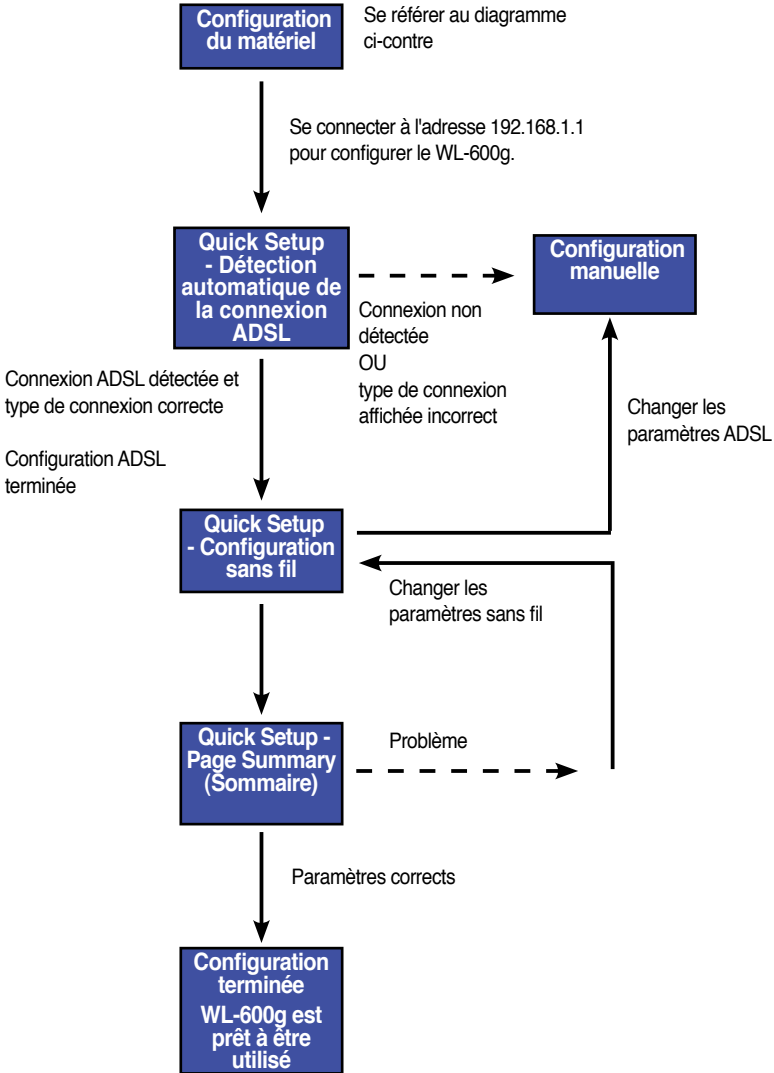 Configuration
du matériel
Se référer au diagramme
ci-contre
Se connecter à l'adresse 192.168.1.1
pour configurer le WL-600g.
Quick Setup
- Détection
automatique de
la connexion
ADSL
Configuration
manuelle
Connexion non
détectée
OU
type de connexion
affichée incorrect
Connexion ADSL détectée et
type de connexion correcte
Configuration ADSL
terminée
Changer les
paramètres ADSL
Quick Setup
- Configuration
sans fil
Changer les
paramètres sans fil
Quick Setup -
Page Summary
(Sommaire)
Problème
Paramètres corrects
Configuration
terminée
WL-600g est
prêt à être
utilisé